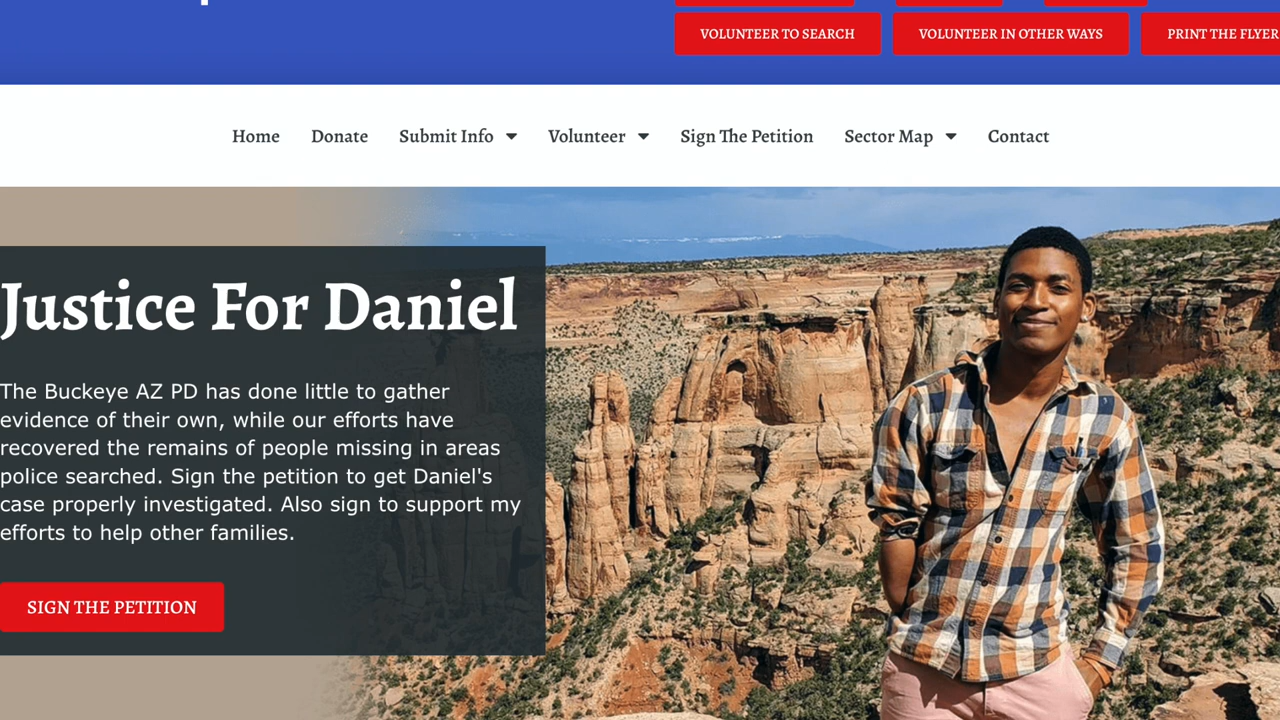 VOLUNTEER TO SEARCH
VOLUNTEER IN OTHER WAYS
PRINT THE FLYER
Home
Donate
Submit Info
Volunteer
Sign The Petition
Sector Map
Contact
Justice For Daniel
The Buckeye AZ PD has done little to gather
evidence of their own, while our efforts have
recovered the remains of people missing in areas
police searched. Sign the petition to get Daniel's
case properly investigated. Also sign to support my
efforts to help other families.
SIGN THE PETITION